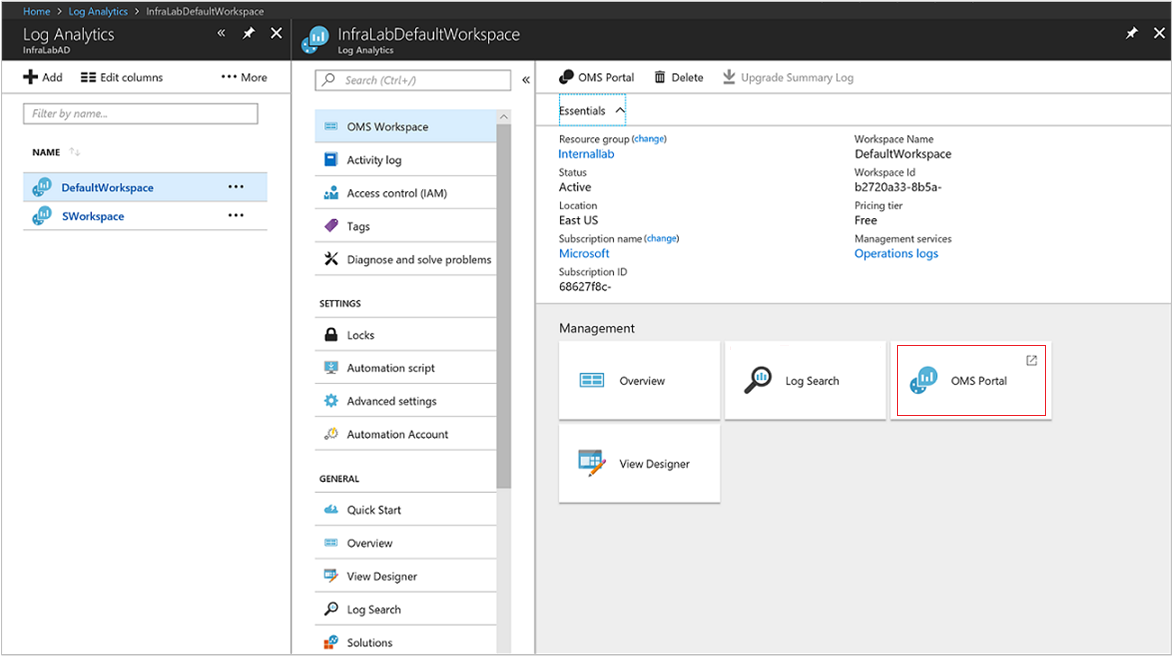 Home > Log Analytics > InfraLabDefaultWorkspace
Log Analytics
InfraLabAD
Add Edit columns More
Filter by name...
NAME
DefaultWorkspace
SWorkspace
InfraLabDefaultWorkspace
Log Analytics
Search (Ctrl+/)
OMS Workspace
Activity log
Access control (IAM)
Tags
Diagnose and solve problems
SETTINGS
Locks
Automation script
Advanced settings
Automation Account
GENERAL
Quick Start
Overview
View Designer
Log Search
Solutions
OMS Portal Delete Upgrade Summary Log
Essentials
Resource group (change)
Internallab
Status
Active
Location
East US
Subscription name (change)
Microsoft
Subscription ID
68627f8c-
Workspace Name
DefaultWorkspace
Workspace Id
b2720a33-8b5a-
Pricing tier
Free
Management services
Operations logs
Management
Overview
Log Search
OMS Portal
View Designer